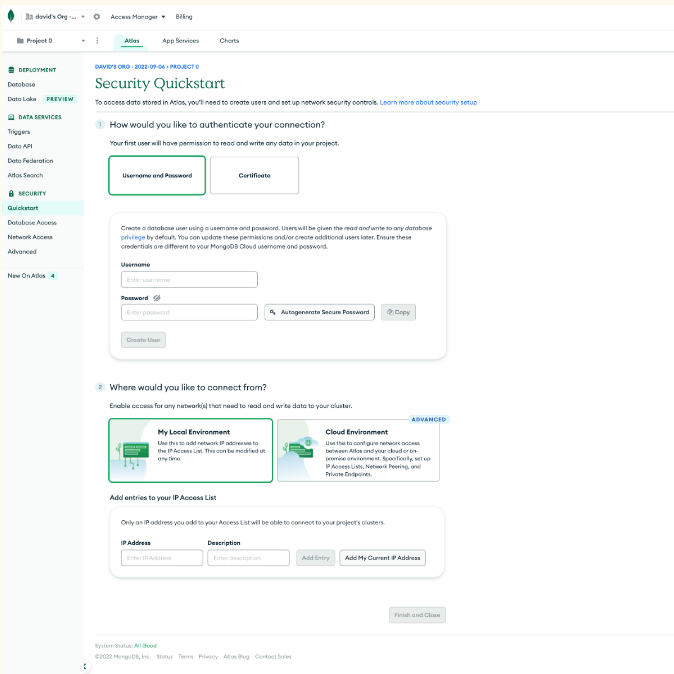 david's Org -...
Access Manager
Billing
Project 0
Atlas
App Services
Charts
DEPLOYMENT
Database
Data Lake PREVIEW
DATA SERVICES
Triggers
Data API
Data Federation
Atlas Search
SECURITY
Quickstart
Database Access
Network Access
Advanced
New On Atlas 4
DAVID'S ORG - 2022-09-06 > PROJECT 0
Security Quickstart
To access data stored in Atlas, you'll need to create users and set up network security controls. Learn more about security setup
1 How would you like to authenticate your connection?
Your first user will have permission to read and write any data in your project.
Username and Password
Certificate
Create a database user using a username and password. Users will be given the read and write to any database
privilege by default. You can update these permissions and/or create additional users later. Ensure these
credentials are different to your MongoDB Cloud username and password.
Username
Enter username
Password
Enter password
Autogenerate Secure Password
Copy
Create User
2 Where would you like to connect from?
Enable access for any network(s) that need to read and write data to your cluster.
My Local Environment
Use this to add network IP addresses to
the IP Access List. This can be modified at
any time.
ADVANCED
Cloud Environment
Use this to configure network access
between Atlas and your cloud or on-
premise environment. Specifically, set up
IP Access Lists, Network Peering, and
Private Endpoints.
Add entries to your IP Access List
Only an IP address you add to your Access List will be able to connect to your project's clusters.
IP Address
Description
Enter IP Address
Enter description
Add Entry
Add My Current IP Address
Finish and Close
System Status: All Good
©2022 MongoDB, Inc. Status Terms Privacy Atlas Blog Contact Sales